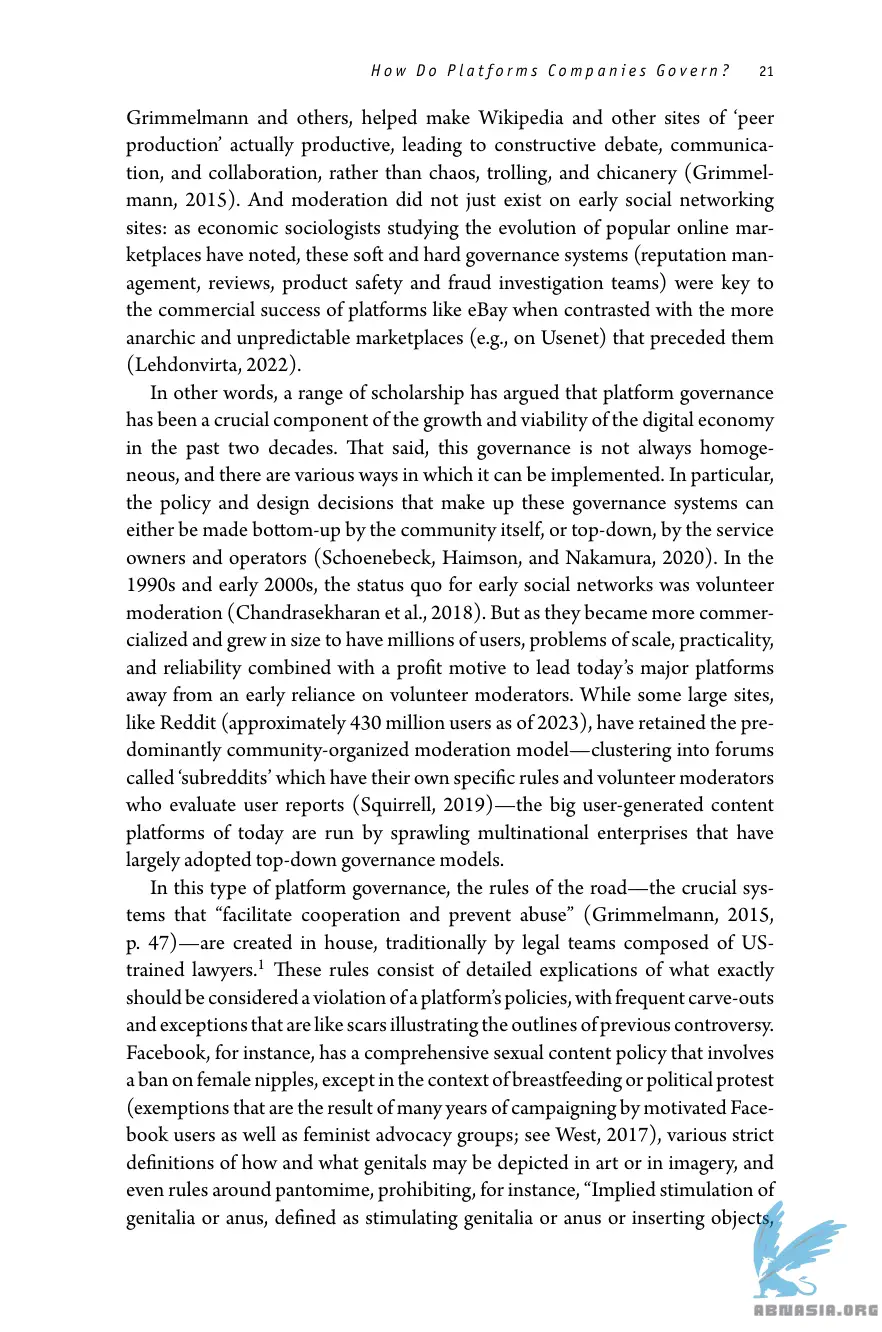 How Do Platforms Companies Govern? 21
Grimmelmann and others, helped make Wikipedia and other sites of ‘peer
production’ actually productive, leading to constructive debate, communica-
tion, and collaboration, rather than chaos, trolling, and chicanery (Grimmel-
mann, 2015). And moderation did not just exist on early social networking
sites: as economic sociologists studying the evolution of popular online mar-
ketplaces have noted, these soft and hard governance systems (reputation man-
agement, reviews, product safety and fraud investigation teams) were key to
the commercial success of platforms like eBay when contrasted with the more
anarchic and unpredictable marketplaces (e.g., on Usenet) that preceded them
(Lehdonvirta, 2022).
In other words, a range of scholarship has argued that platform governance
has been a crucial component of the growth and viability of the digital economy
in the past two decades. That said, this governance is not always homoge-
neous, and there are various ways in which it can be implemented. In particular,
the policy and design decisions that make up these governance systems can
either be made bottom-up by the community itself, or top-down, by the service
owners and operators (Schoenebeck, Haimson, and Nakamura, 2020). In the
1990s and early 2000s, the status quo for early social networks was volunteer
moderation (Chandrasekharan et al., 2018). But as they became more commer-
cialized and grew in size to have millions of users, problems of scale, practicality,
and reliability combined with a profit motive to lead today’s major platforms
away from an early reliance on volunteer moderators. While some large sites,
like Reddit (approximately 430 million users as of 2023), have retained the pre-
dominantly community-organized moderation model—clustering into forums
called ‘subreddits’ which have their own specific rules and volunteer moderators
who evaluate user reports (Squirrell, 2019)—the big user-generated content
platforms of today are run by sprawling multinational enterprises that have
largely adopted top-down governance models.
In this type of platform governance, the rules of the road—the crucial sys-
tems that “facilitate cooperation and prevent abuse” (Grimmelmann, 2015,
p. 47)—are created in house, traditionally by legal teams composed of US-
trained lawyers.1 These rules consist of detailed explications of what exactly
should be considered a violation of a platform’s policies, with frequent carve-outs
and exceptions that are like scars illustrating the outlines of previous controversy.
Facebook, for instance, has a comprehensive sexual content policy that involves
a ban on female nipples, except in the context of breastfeeding or political protest
(exemptions that are the result of many years of campaigning by motivated Face-
book users as well as feminist advocacy groups; see West, 2017), various strict
definitions of how and what genitals may be depicted in art or in imagery, and
even rules around pantomime, prohibiting, for instance, “Implied stimulation of
genitalia or anus, defined as stimulating genitalia or anus or inserting objects,
ABNASIA.ORG